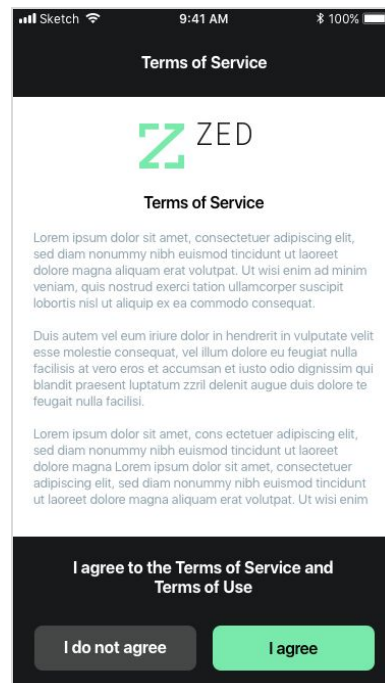 Sketch 9:41 AM 100%
Terms of Service
ZED
Terms of Service
Lorem ipsum dolor sit amet, consectetuer adipiscing elit,
sed diam nonummy nibh euismod tincidunt ut laoreet
dolore magna aliquam erat volutpat. Ut wisi enim ad minim
veniam, quis nostrud exerci tation ullamcorper suscipit
lobortis nisl ut aliquip ex ea commodo consequat.
Duis autem vel eum iriure dolor in hendrerit in vulputate velit
esse molestie consequat, vel illum dolore eu feugiat nulla
facilisis at vero eros et accumsan et iusto odio dignissim qui
blandit praesent luptatum zzril delenit augue duis dolore te
feugait nulla facilisi.
Lorem ipsum dolor sit amet, cons ectetuer adipiscing elit,
sed diam nonummy nibh euismod tincidunt ut laoreet
dolore magna Lorem ipsum dolor sit amet, consectetuer
adipiscing elit, sed diam nonummy nibh euismod tincidunt
ut laoreet dolore magna aliquam erat volutpat. Ut wisi enim
I agree to the Terms of Service and
Terms of Use
I do not agree I agree